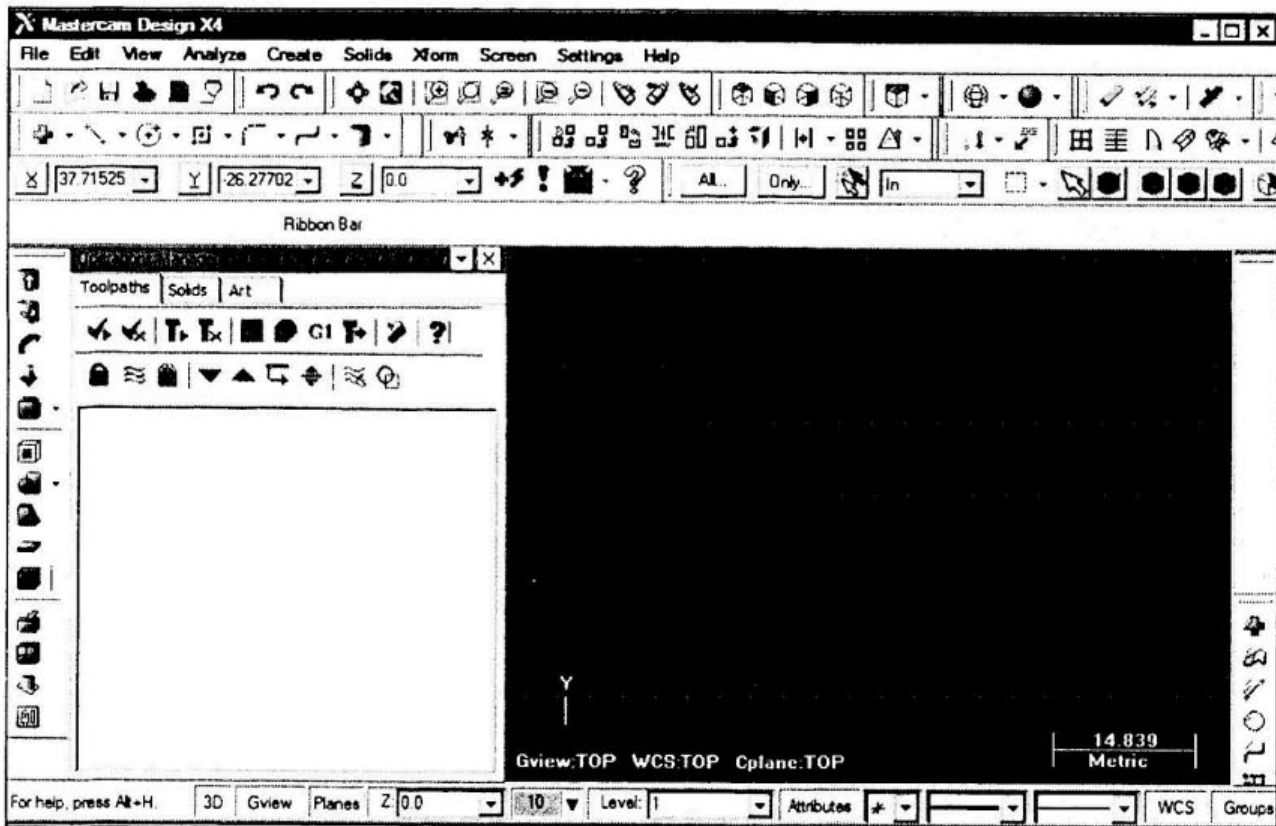 Mastercam Design X4
File Edit View Analyze Create Solids Xform Screen Settings Help
X 37.71525 Y -26.27702 Z 0.0 All... Only... In
Ribbon Bar
Toolpaths Solids Art
G1
Y
14.839
Metric
Gview:TOP WCS:TOP Cplane:TOP
For help, press Alt+H. 3D Gview Planes Z: 0.0 10 Level: 1 Attributes WCS Groups